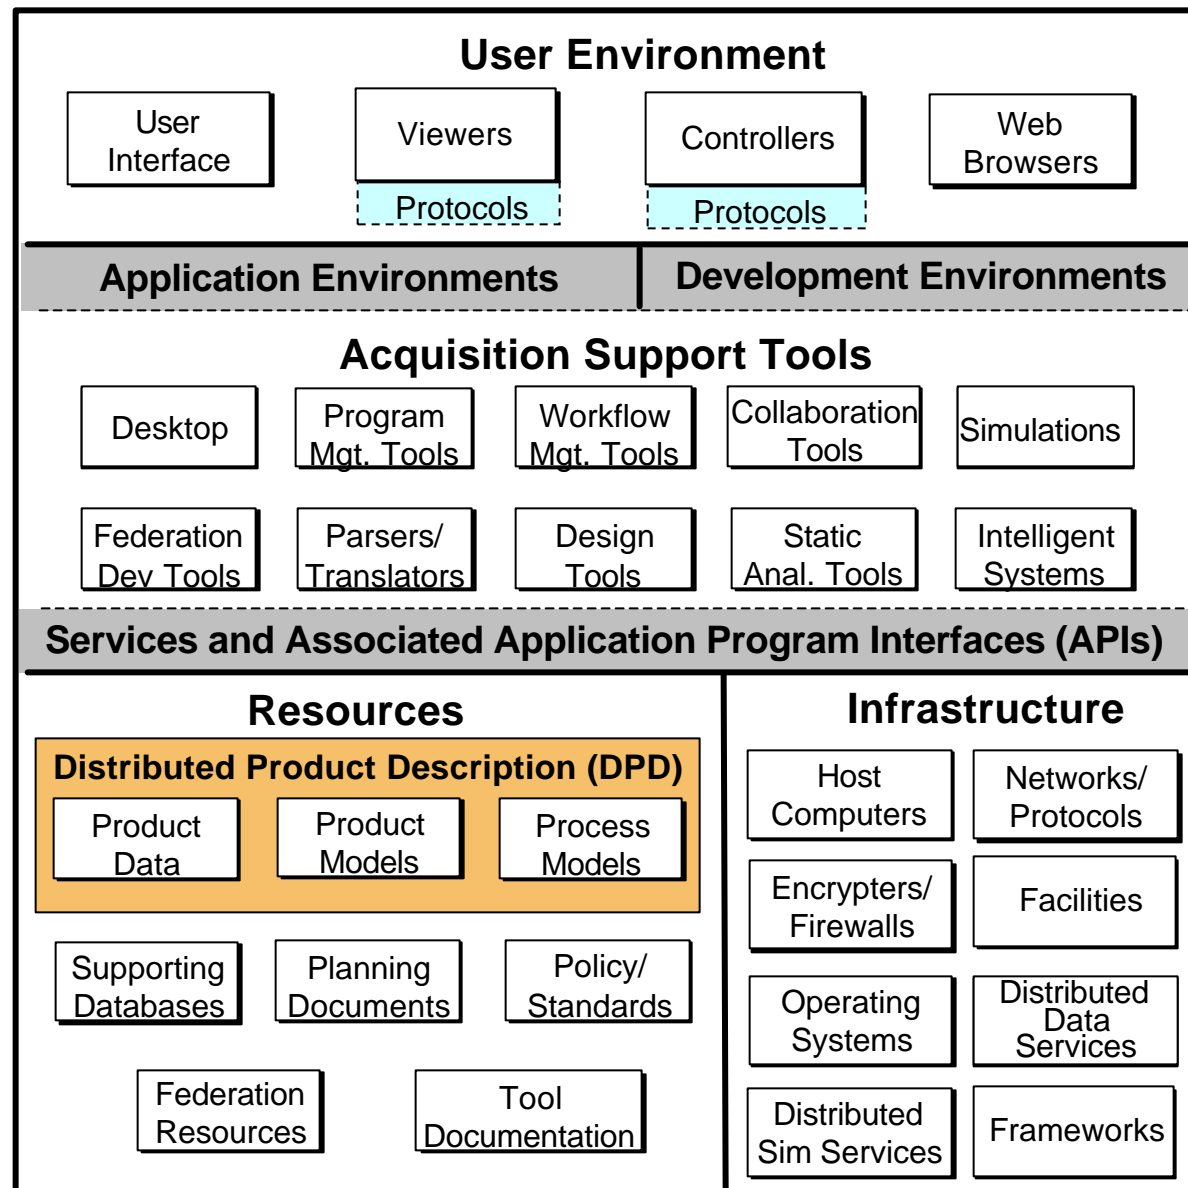 User Environment
User
Interface
Viewers
Protocols
Controllers
Protocols
Web
Browsers
Application Environments
Development Environments
Acquisition Support Tools
Desktop
Program
Mgt. Tools
Workflow
Mgt. Tools
Collaboration
Tools
Simulations
Federation
Dev Tools
Parsers/
Translators
Design
Tools
Static
Anal. Tools
Intelligent
Systems
Services and Associated Application Program Interfaces (APIs)
Resources
Distributed Product Description (DPD)
Product
Data
Product
Models
Process
Models
Supporting
Databases
Planning
Documents
Policy/
Standards
Federation
Resources
Tool
Documentation
Infrastructure
Host
Computers
Networks/
Protocols
Encrypters/
Firewalls
Facilities
Operating
Systems
Distributed
Data
Services
Distributed
Sim Services
Frameworks